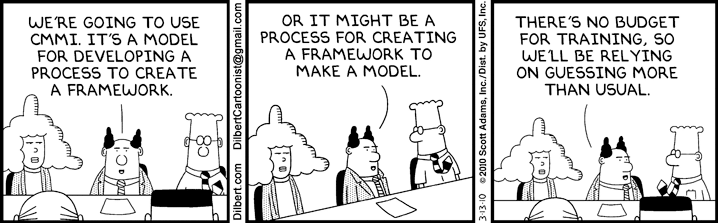 WE'RE GOING TO USE
CMMI. IT'S A MODEL
FOR DEVELOPING A
PROCESS TO CREATE
A FRAMEWORK.
Dilbert.com DilbertCartoonist@gmail.com
OR IT MIGHT BE A
PROCESS FOR CREATING
A FRAMEWORK TO
MAKE A MODEL.
3-13-10 © 2010 Scott Adams, Inc./Dist. by UFS, Inc.
THERE'S NO BUDGET
FOR TRAINING, SO
WE'LL BE RELYING
ON GUESSING MORE
THAN USUAL.